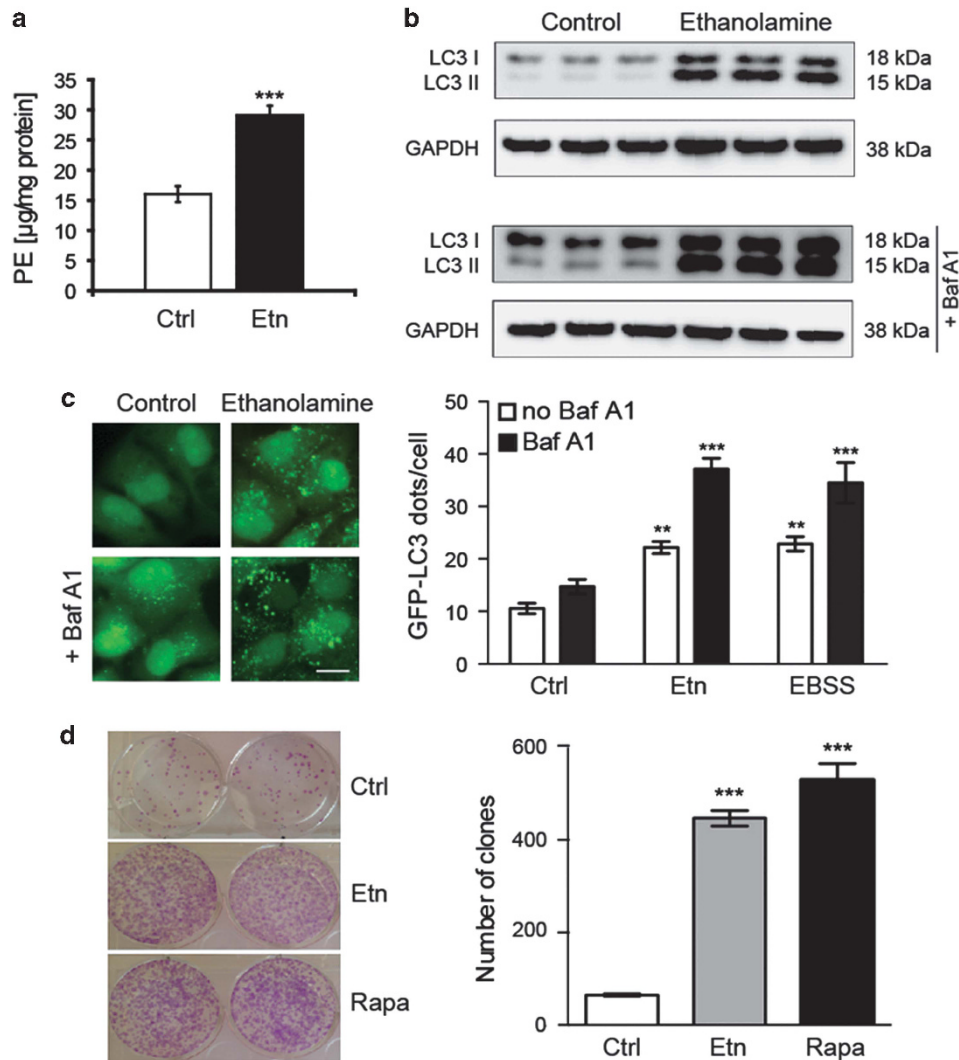 a
PE [µg/mg protein]
35
30
25
20
15
10
5
0
***
Ctrl
Etn
b
Control
Ethanolamine
LC3 I
18 kDa
LC3 II
15 kDa
GAPDH
38 kDa
LC3 I
18 kDa
LC3 II
15 kDa
GAPDH
38 kDa
+ Baf A1
c
Control
Ethanolamine
+ Baf A1
GFP-LC3 dots/cell
50
40
30
20
10
0
no Baf A1
Baf A1
**
***
**
***
Ctrl
Etn
EBSS
d
Ctrl
Etn
Rapa
Number of clones
600
400
200
0
***
***
Ctrl
Etn
Rapa